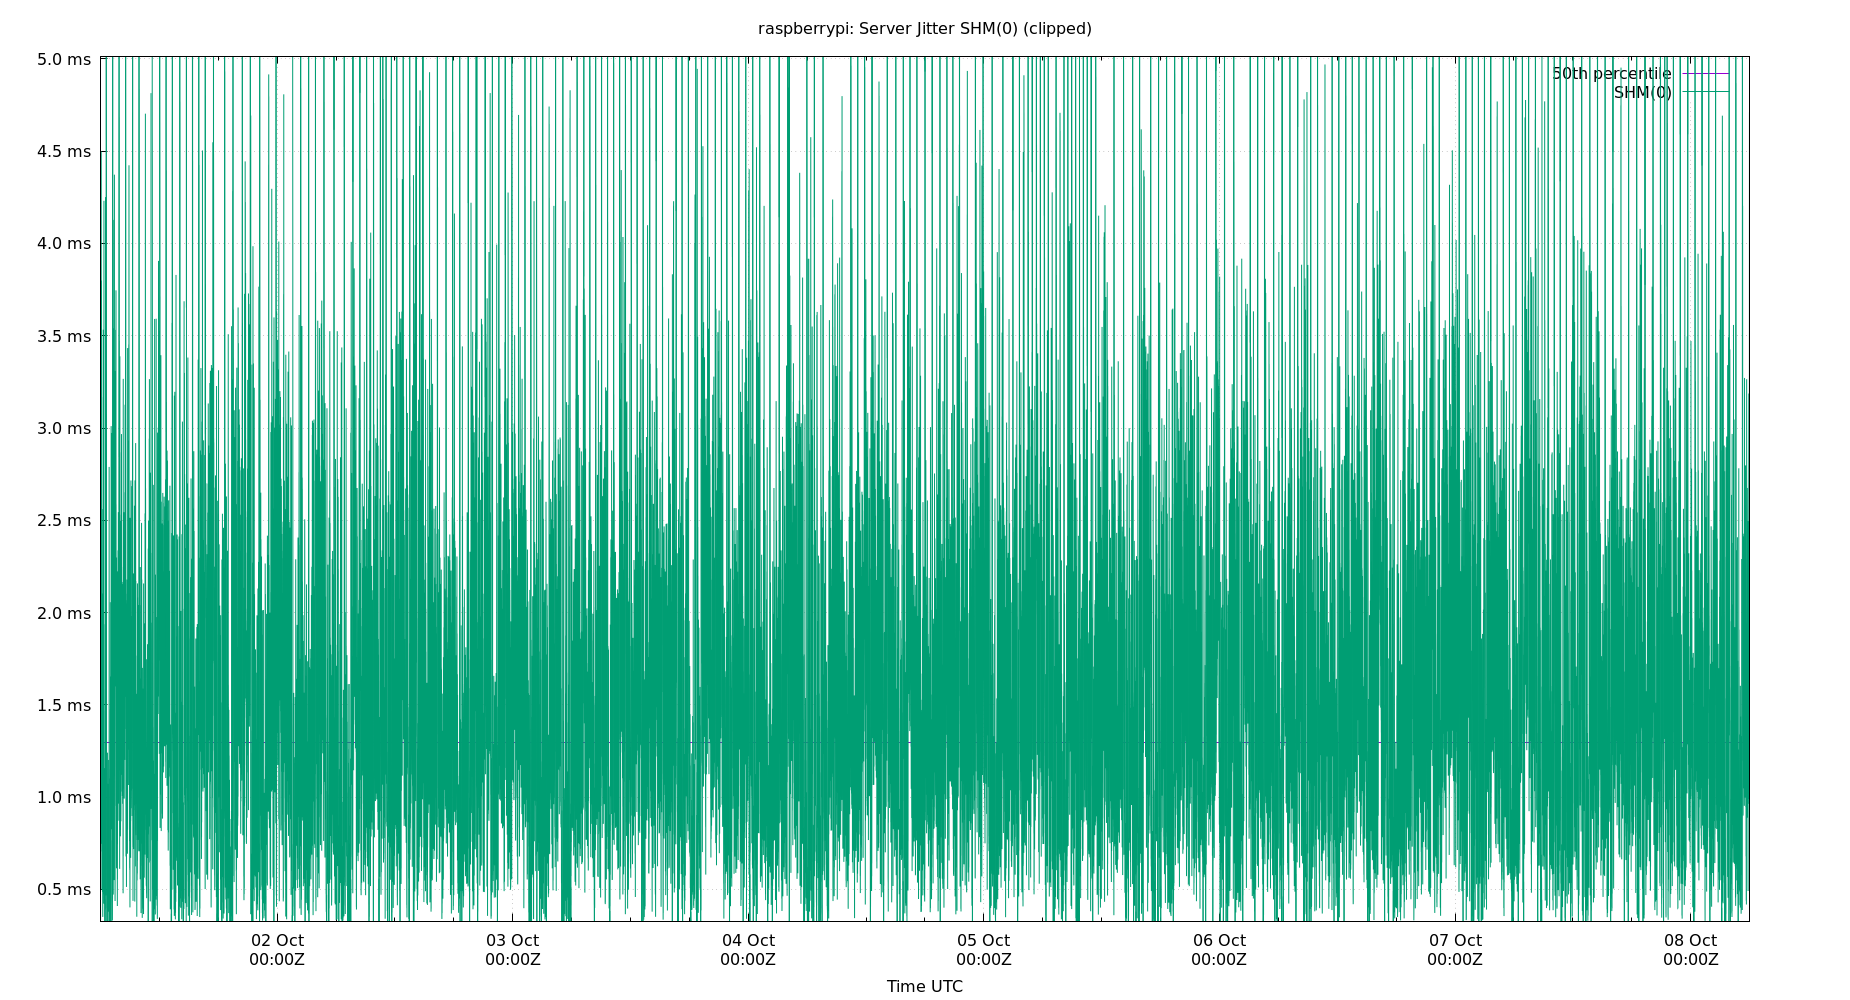 raspberrypi: Server Jitter SHM(0) (clipped)
5.0 ms
50th percentile
SHM(0)
4.5 ms
4.0 ms
3.5 ms
3.0 ms
2.5 ms
2.0 ms
1.5 ms
1.0 ms
0.5 ms
02 Oct 03 Oct 04 Oct 05 Oct 06 Oct 07 Oct 08 Oct
00:00Z 00:00Z 00:00Z 00:00Z 00:00Z 00:00Z 00:00Z
Time UTC